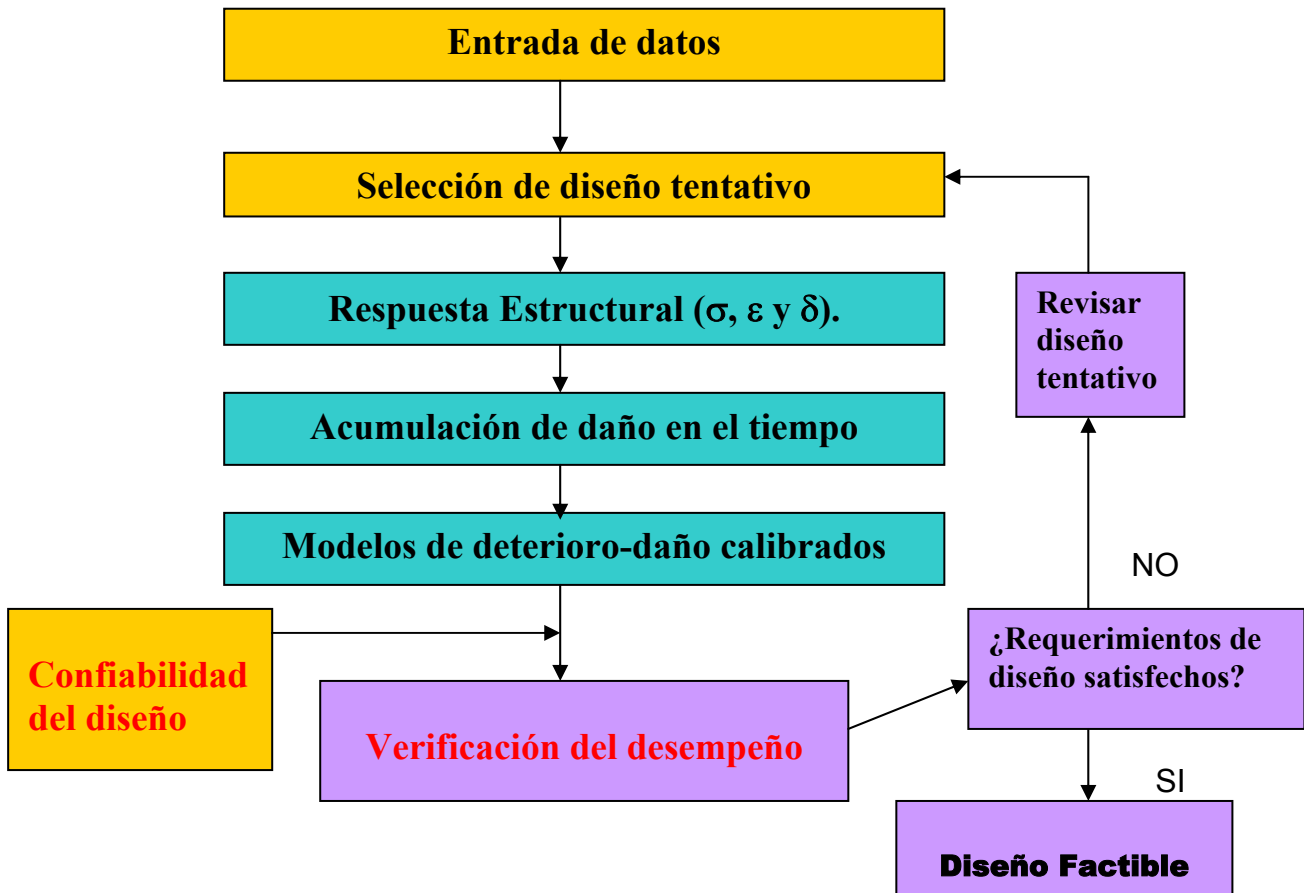 Entrada de datos
Selección de diseño tentativo
Respuesta Estructural (σ, ε y δ).
Revisar
diseño
tentativo
Acumulación de daño en el tiempo
Modelos de deterioro-daño calibrados
NO
Confiabilidad
del diseño
¿Requerimientos de
diseño satisfechos?
Verificación del desempeño
SI
Diseño Factible